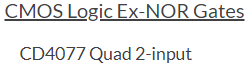 CMOS Logic Ex-NOR Gates
CD4077 Quad 2-input